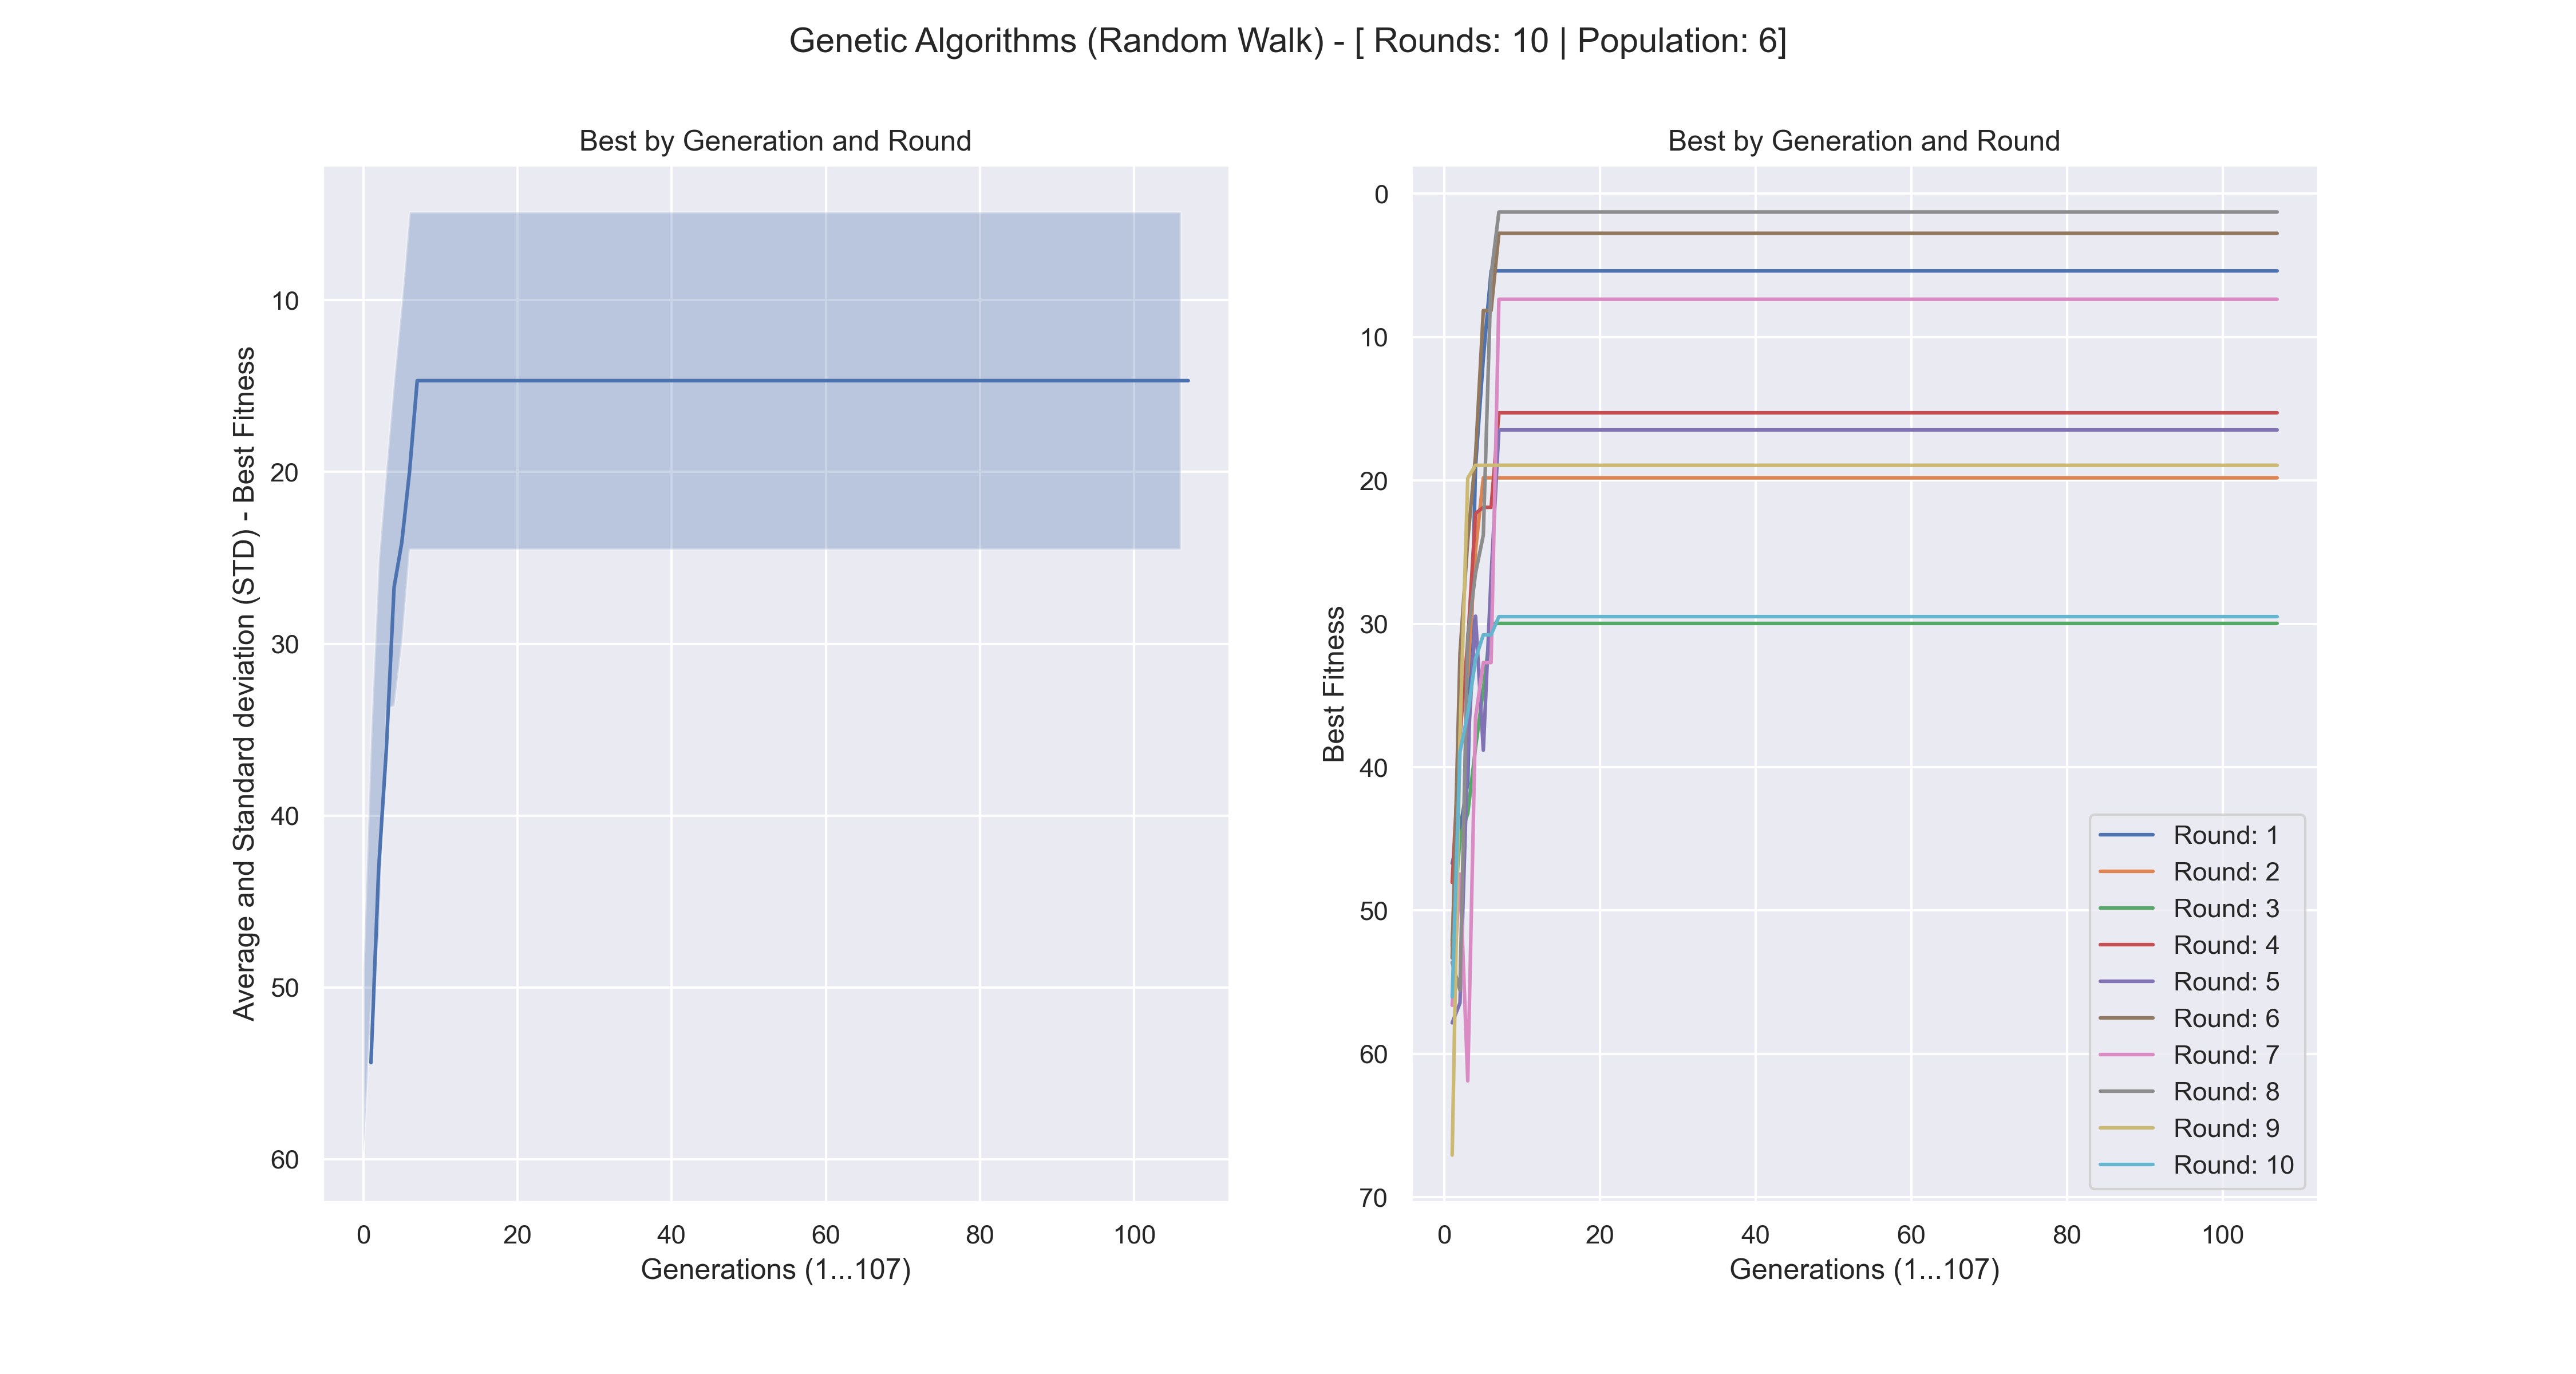 Genetic Algorithms (Random Walk) - [ Rounds: 10 | Population: 6]
Best by Generation and Round
Average and Standard deviation (STD) - Best Fitness
10
20
30
40
50
60
0 20 40 60 80 100
Generations (1...107)
Best by Generation and Round
Best Fitness
0
10
20
30
40
50
60
70
Round: 1
Round: 2
Round: 3
Round: 4
Round: 5
Round: 6
Round: 7
Round: 8
Round: 9
Round: 10
0 20 40 60 80 100
Generations (1...107)